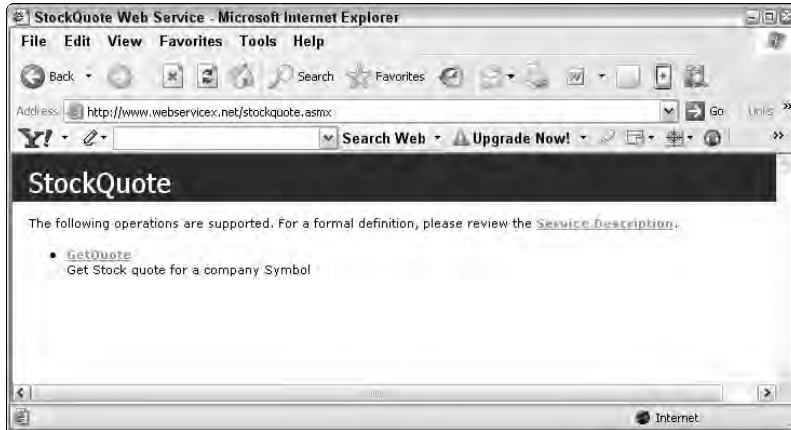 StockQuote Web Service - Microsoft Internet Explorer
File Edit View Favorites Tools Help
Back Search Favorites
Address http://www.webservicex.net/stockquote.asmx Go Links »
Y! Search Web Upgrade Now! »
StockQuote
The following operations are supported. For a formal definition, please review the Service Description.
• GetQuote
Get Stock quote for a company Symbol
Internet